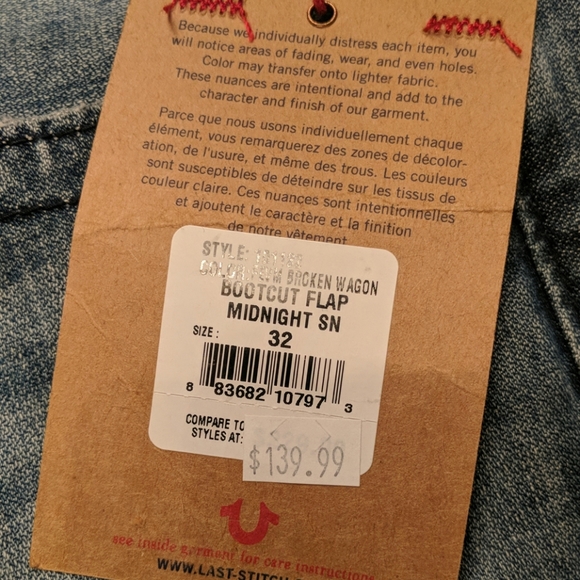 Because we individually distress each item, you
will notice areas of fading, wear, and even holes.
Color may transfer onto lighter fabric.
These nuances are intentional and add to the
character and finish of our garment.
Parce que nous usons individuellement chaque
élément, vous remarquerez des zones de décolor-
ation, de l'usure, et même des trous. Les couleurs
sont susceptibles de déteindre sur les tissus de
couleur claire. Ces nuances sont intentionnelles
et ajoutent le caractère et la finition
de notre vêtement.
STYLE:
COLOR: M BROKEN WAGON
BOOTCUT FLAP
MIDNIGHT SN
SIZE: 32
8 83682 10797 3
COMPARE TO
STYLES AT:
$139.99
see inside garment for care instructions
WWW.LAST-STITCH